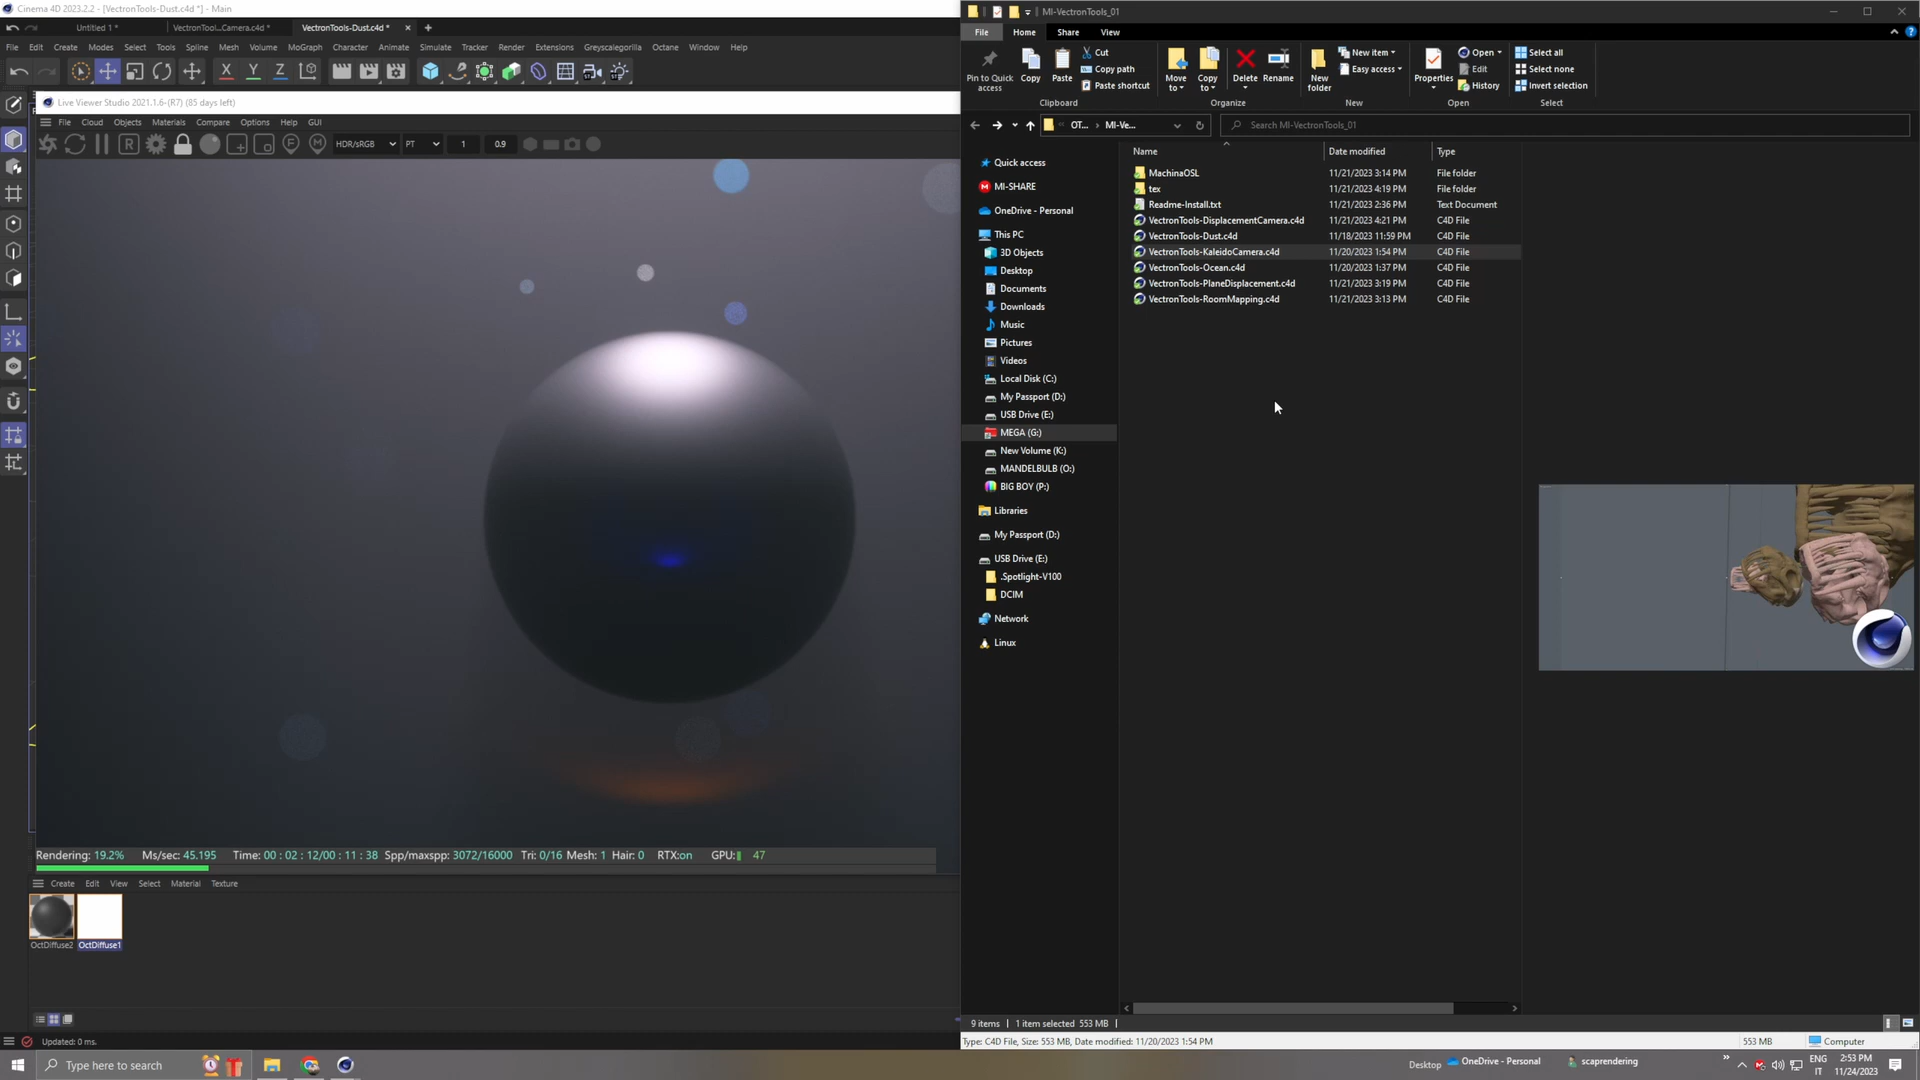 Cinema 4D 2023.2.2 - [VectronTools-Dust.c4d *] - Main
Untitled 1 *
VectronTool...Camera.c4d *
VectronTools-Dust.c4d *
File Edit Create Modes Select Tools Spline Mesh Volume MoGraph Character Animate Simulate Tracker Render Extensions Greyscalegorilla Octane Window Help
X Y Z
Live Viewer Studio 2021.1.6-(R7) (85 days left)
File Cloud Objects Materials Compare Options Help GUI
HDR/sRGB PT 1 0.9
Rendering: 19.2% Ms/sec: 45.195 Time: 00 : 02 : 12/00 : 11 : 38 Spp/maxspp: 3072/16000 Tri: 0/16 Mesh: 1 Hair: 0 RTX:on GPU: 47
Create Edit View Select Material Texture
OctDiffuse2 OctDiffuse1
Updated: 0 ms.
MI-VectronTools_01
File Home Share View
Pin to Quick access
Copy
Paste
Cut
Copy path
Paste shortcut
Clipboard
Move to
Copy to
Delete
Rename
Organize
New folder
New item
Easy access
New
Properties
Open
Edit
History
Open
Select all
Select none
Invert selection
Select
OT... MI-Ve...
Search MI-VectronTools_01
Name Date modified Type
MachinaOSL 11/21/2023 3:14 PM File folder
tex 11/21/2023 4:19 PM File folder
Readme-Install.txt 11/21/2023 2:36 PM Text Document
VectronTools-DisplacementCamera.c4d 11/21/2023 4:21 PM C4D File
VectronTools-Dust.c4d 11/18/2023 11:59 PM C4D File
VectronTools-KaleidoCamera.c4d 11/20/2023 1:54 PM C4D File
VectronTools-Ocean.c4d 11/20/2023 1:37 PM C4D File
VectronTools-PlaneDisplacement.c4d 11/21/2023 3:19 PM C4D File
VectronTools-RoomMapping.c4d 11/21/2023 3:13 PM C4D File
Quick access
MI-SHARE
OneDrive - Personal
This PC
3D Objects
Desktop
Documents
Downloads
Music
Pictures
Videos
Local Disk (C:)
My Passport (D:)
USB Drive (E:)
MEGA (G:)
New Volume (K:)
MANDELBULB (O:)
BIG BOY (P:)
Libraries
My Passport (D:)
USB Drive (E:)
.Spotlight-V100
DCIM
Network
Linux
9 items 1 item selected 553 MB
Type: C4D File, Size: 553 MB, Date modified: 11/20/2023 1:54 PM 553 MB Computer
Type here to search
Desktop OneDrive - Personal scaprendering
ENG
IT
2:53 PM
11/24/2023